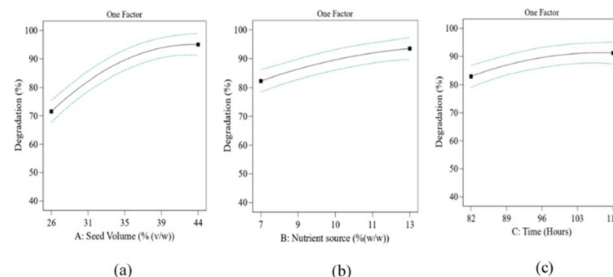 One Factor
Degradation (%)
100
90
80
70
60
50
40
26 31 35 39 44
A: Seed Volume (% (v/w))
(a)
One Factor
Degradation (%)
100
90
80
70
60
50
40
7 9 10 11 13
B: Nutrient source (%(w/w))
(b)
One Factor
Degradation (%)
100
90
80
70
60
50
40
82 89 96 103
C: Time (Hours)
(c)